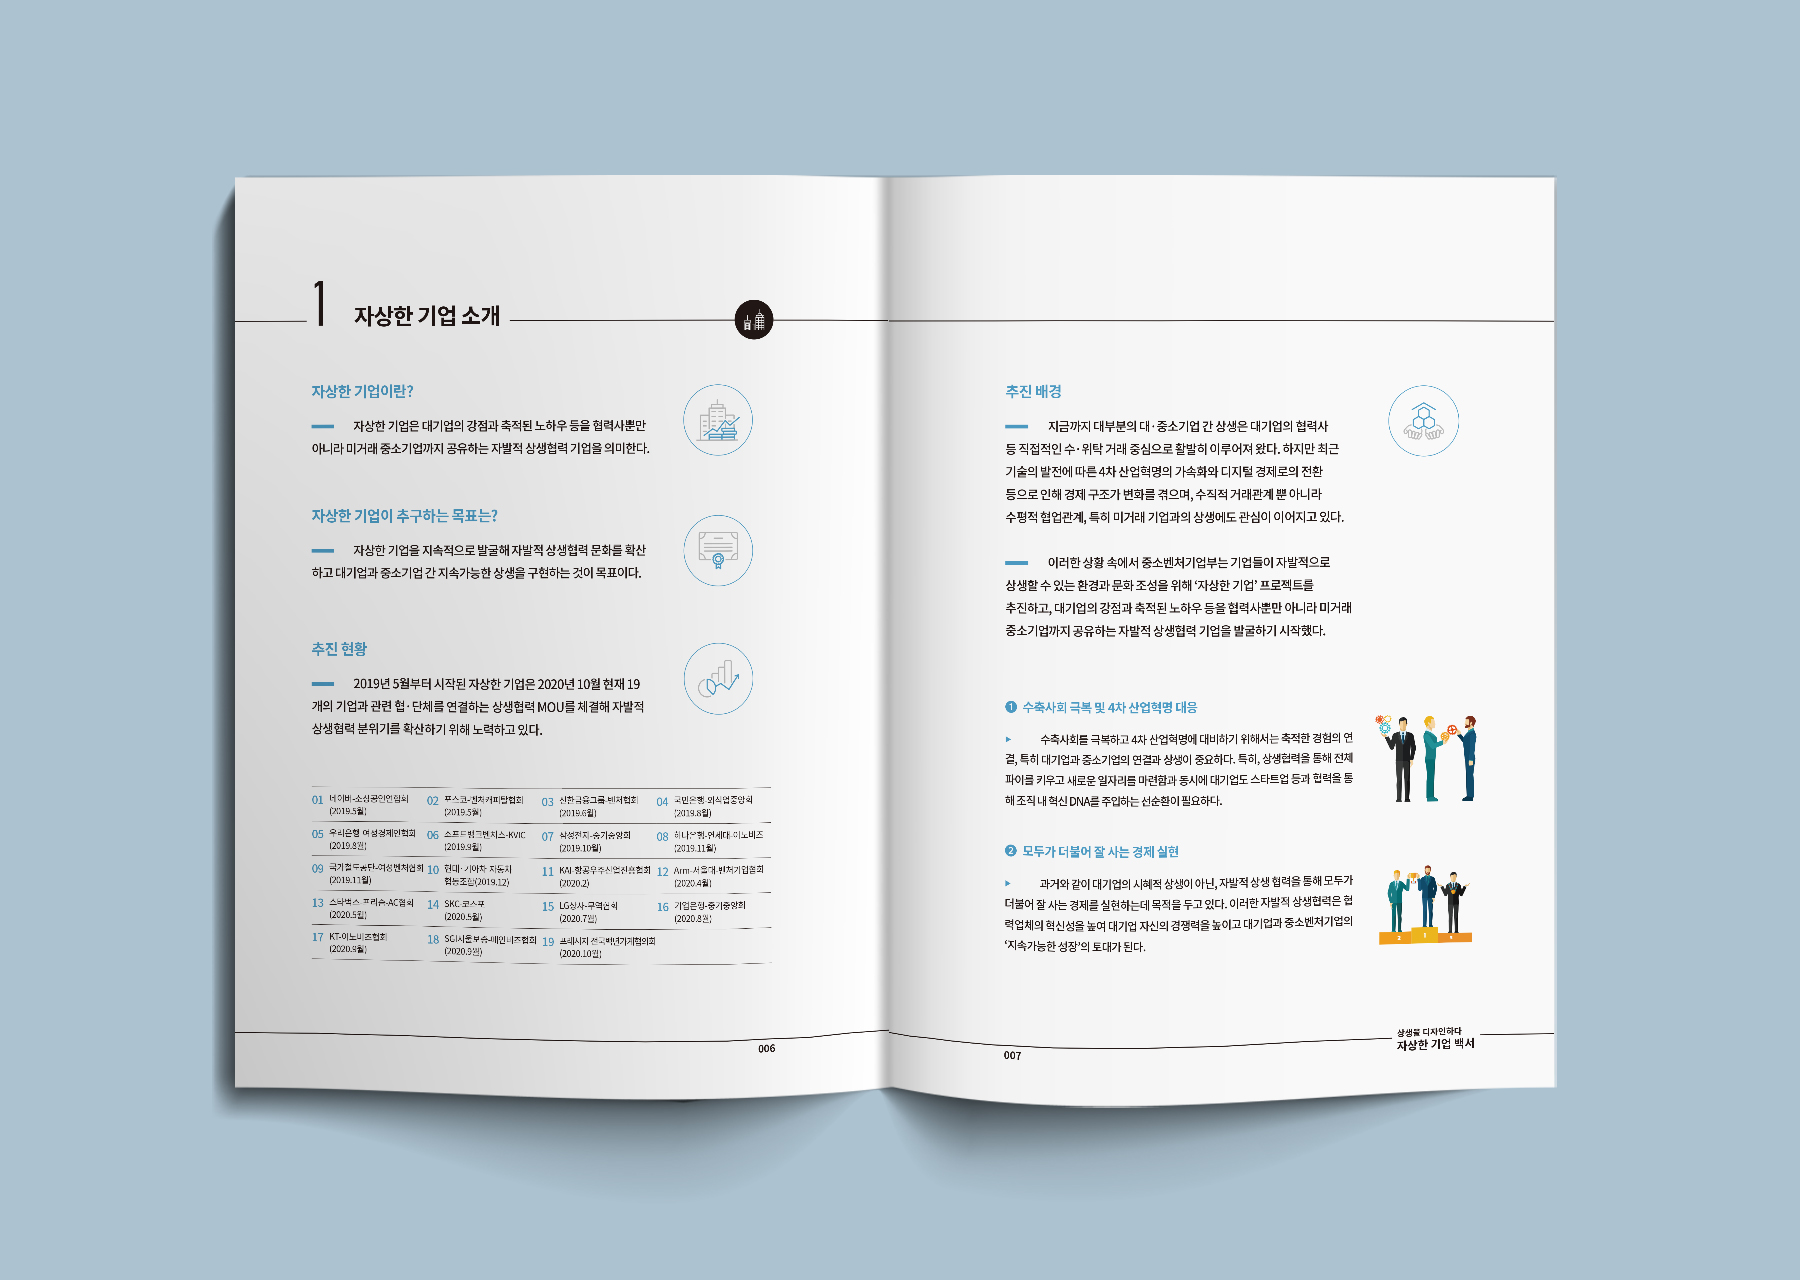 1 자상한 기업 소개
자상한 기업이란?
자상한 기업은 대기업의 강점과 축적된 노하우 등을 협력사뿐만
아니라 미거래 중소기업까지 공유하는 자발적 상생협력 기업을 의미한다.
자상한 기업이 추구하는 목표는?
자상한 기업을 지속적으로 발굴해 자발적 상생협력 문화를 확산
하고 대기업과 중소기업 간 지속가능한 상생을 구현하는 것이 목표이다.
추진 현황
2019년 5월부터 시작된 자상한 기업은 2020년 10월 현재 19
개의 기업과 관련 협·단체를 연결하는 상생협력 MOU를 체결해 자발적
상생협력 분위기를 확산하기 위해 노력하고 있다.
01 네이버-소상공인연합회 02 포스코-벤처캐피탈협회 03 신한금융그룹-벤처협회 04 국민은행-외식업중앙회
(2019.5월) (2019.5월) (2019.6월) (2019.8월)
05 우리은행-여성경제인협회 06 소프트뱅크벤처스-KVIC 07 삼성전자-중기중앙회 08 하나은행-연세대-이노비즈
(2019.8월) (2019.9월) (2019.10월) (2019.11월)
09 국가철도공단-여성벤처협회 10 현대·기아차-자동차 11 KAI-항공우주산업진흥협회 12 Arm-서울대-벤처기업협회
(2019.11월) 협동조합(2019.12) (2020.2) (2020.4월)
13 스타벅스-프리즘-AC협회 14 SKC-코스포 15 LG상사-무역협회 16 기업은행-중기중앙회
(2020.5월) (2020.5월) (2020.7월) (2020.8월)
17 KT-이노비즈협회 18 SGI서울보증-메인비즈협회 19 프레시지-전국백년가게협의회
(2020.9월) (2020.9월) (2020.10월)
006
추진 배경
지금까지 대부분의 대·중소기업 간 상생은 대기업의 협력사
등 직접적인 수·위탁 거래 중심으로 활발히 이루어져 왔다. 하지만 최근
기술의 발전에 따른 4차 산업혁명의 가속화와 디지털 경제로의 전환
등으로 인해 경제 구조가 변화를 겪으며, 수직적 거래관계 뿐 아니라
수평적 협업관계, 특히 미거래 기업과의 상생에도 관심이 이어지고 있다.
이러한 상황 속에서 중소벤처기업부는 기업들이 자발적으로
상생할 수 있는 환경과 문화 조성을 위해 ‘자상한 기업’ 프로젝트를
추진하고, 대기업의 강점과 축적된 노하우 등을 협력사뿐만 아니라 미거래
중소기업까지 공유하는 자발적 상생협력 기업을 발굴하기 시작했다.
1 수축사회 극복 및 4차 산업혁명 대응
▶ 수축사회를 극복하고 4차 산업혁명에 대비하기 위해서는 축적한 경험의 연
결, 특히 대기업과 중소기업의 연결과 상생이 중요하다. 특히, 상생협력을 통해 전체
파이를 키우고 새로운 일자리를 마련함과 동시에 대기업도 스타트업 등과 협력을 통
해 조직 내 혁신 DNA를 주입하는 선순환이 필요하다.
2 모두가 더불어 잘 사는 경제 실현
▶ 과거와 같이 대기업의 시혜적 상생이 아닌, 자발적 상생 협력을 통해 모두가
더불어 잘 사는 경제를 실현하는데 목적을 두고 있다. 이러한 자발적 상생협력은 협
력업체의 혁신성을 높여 대기업 자신의 경쟁력을 높이고 대기업과 중소벤처기업의
‘지속가능한 성장’의 토대가 된다.
007
상생을 디자인하다
자상한 기업 백서